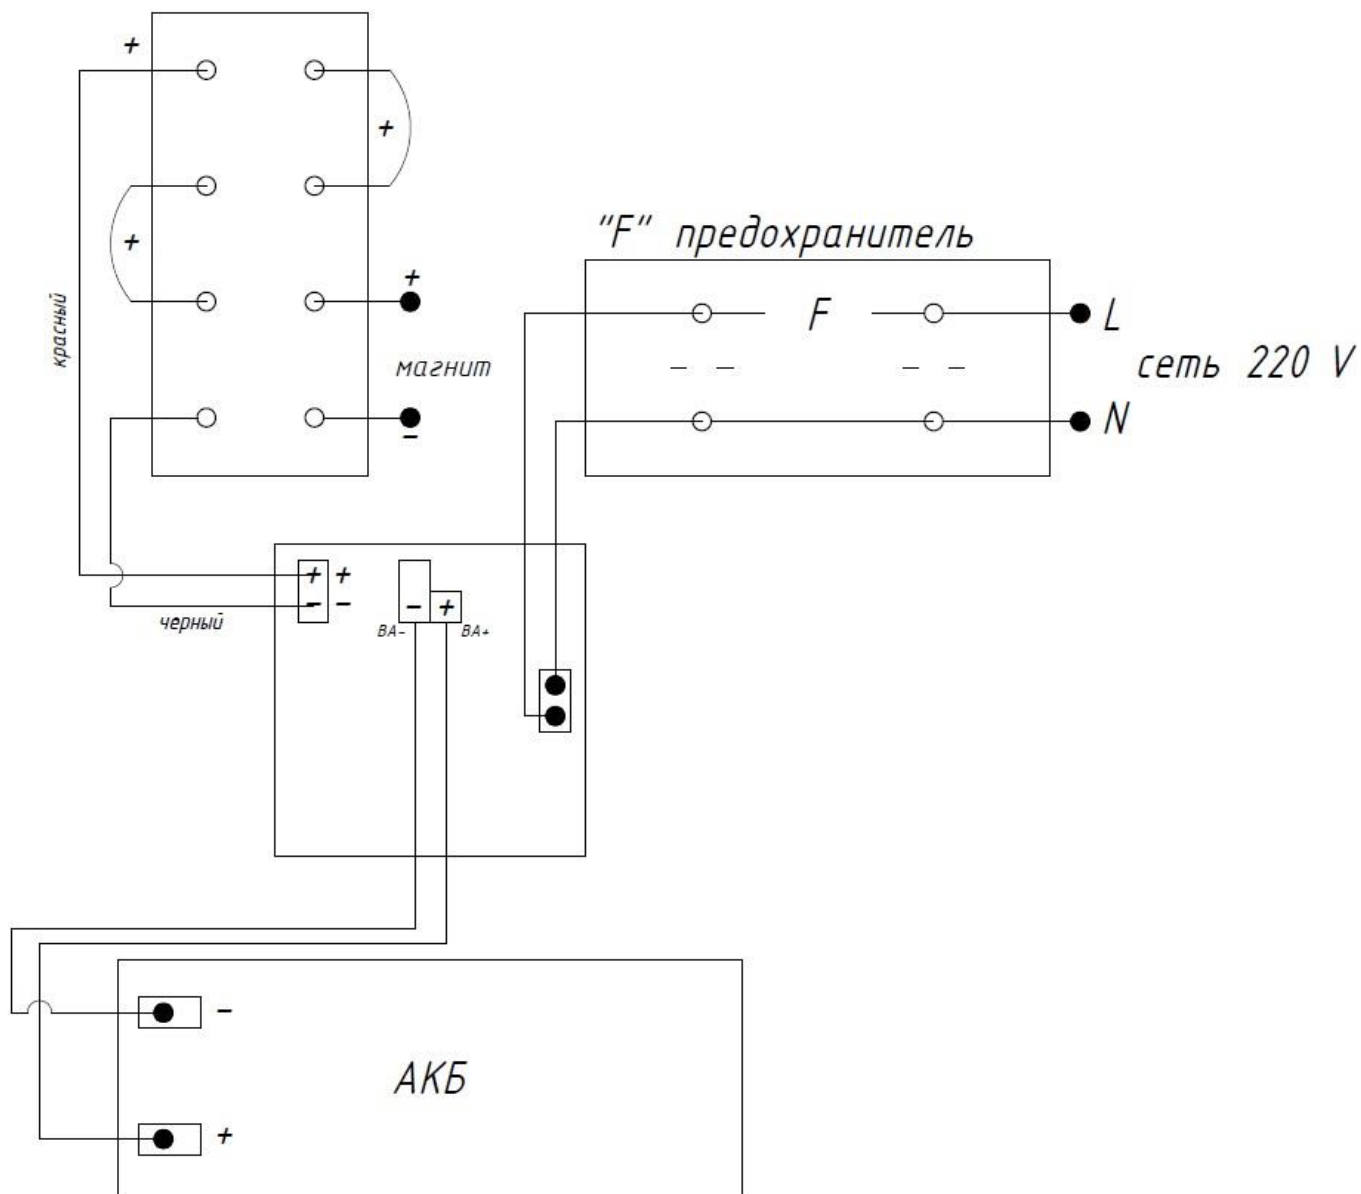 +
+
+
+
магнит
–
красный
"F" предохранитель
F
L
сеть 220 V
N
+ +
– –
черный
– +
BA- BA+
–
АКБ
+